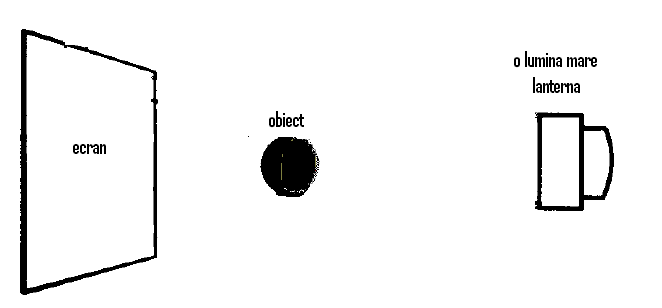 o lumina mare
lanterna
obiect
ecran